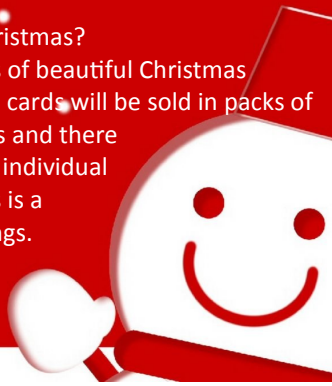 ristmas?
s of beautiful Christmas
cards will be sold in packs of
s and there
individual
s is a
ngs.